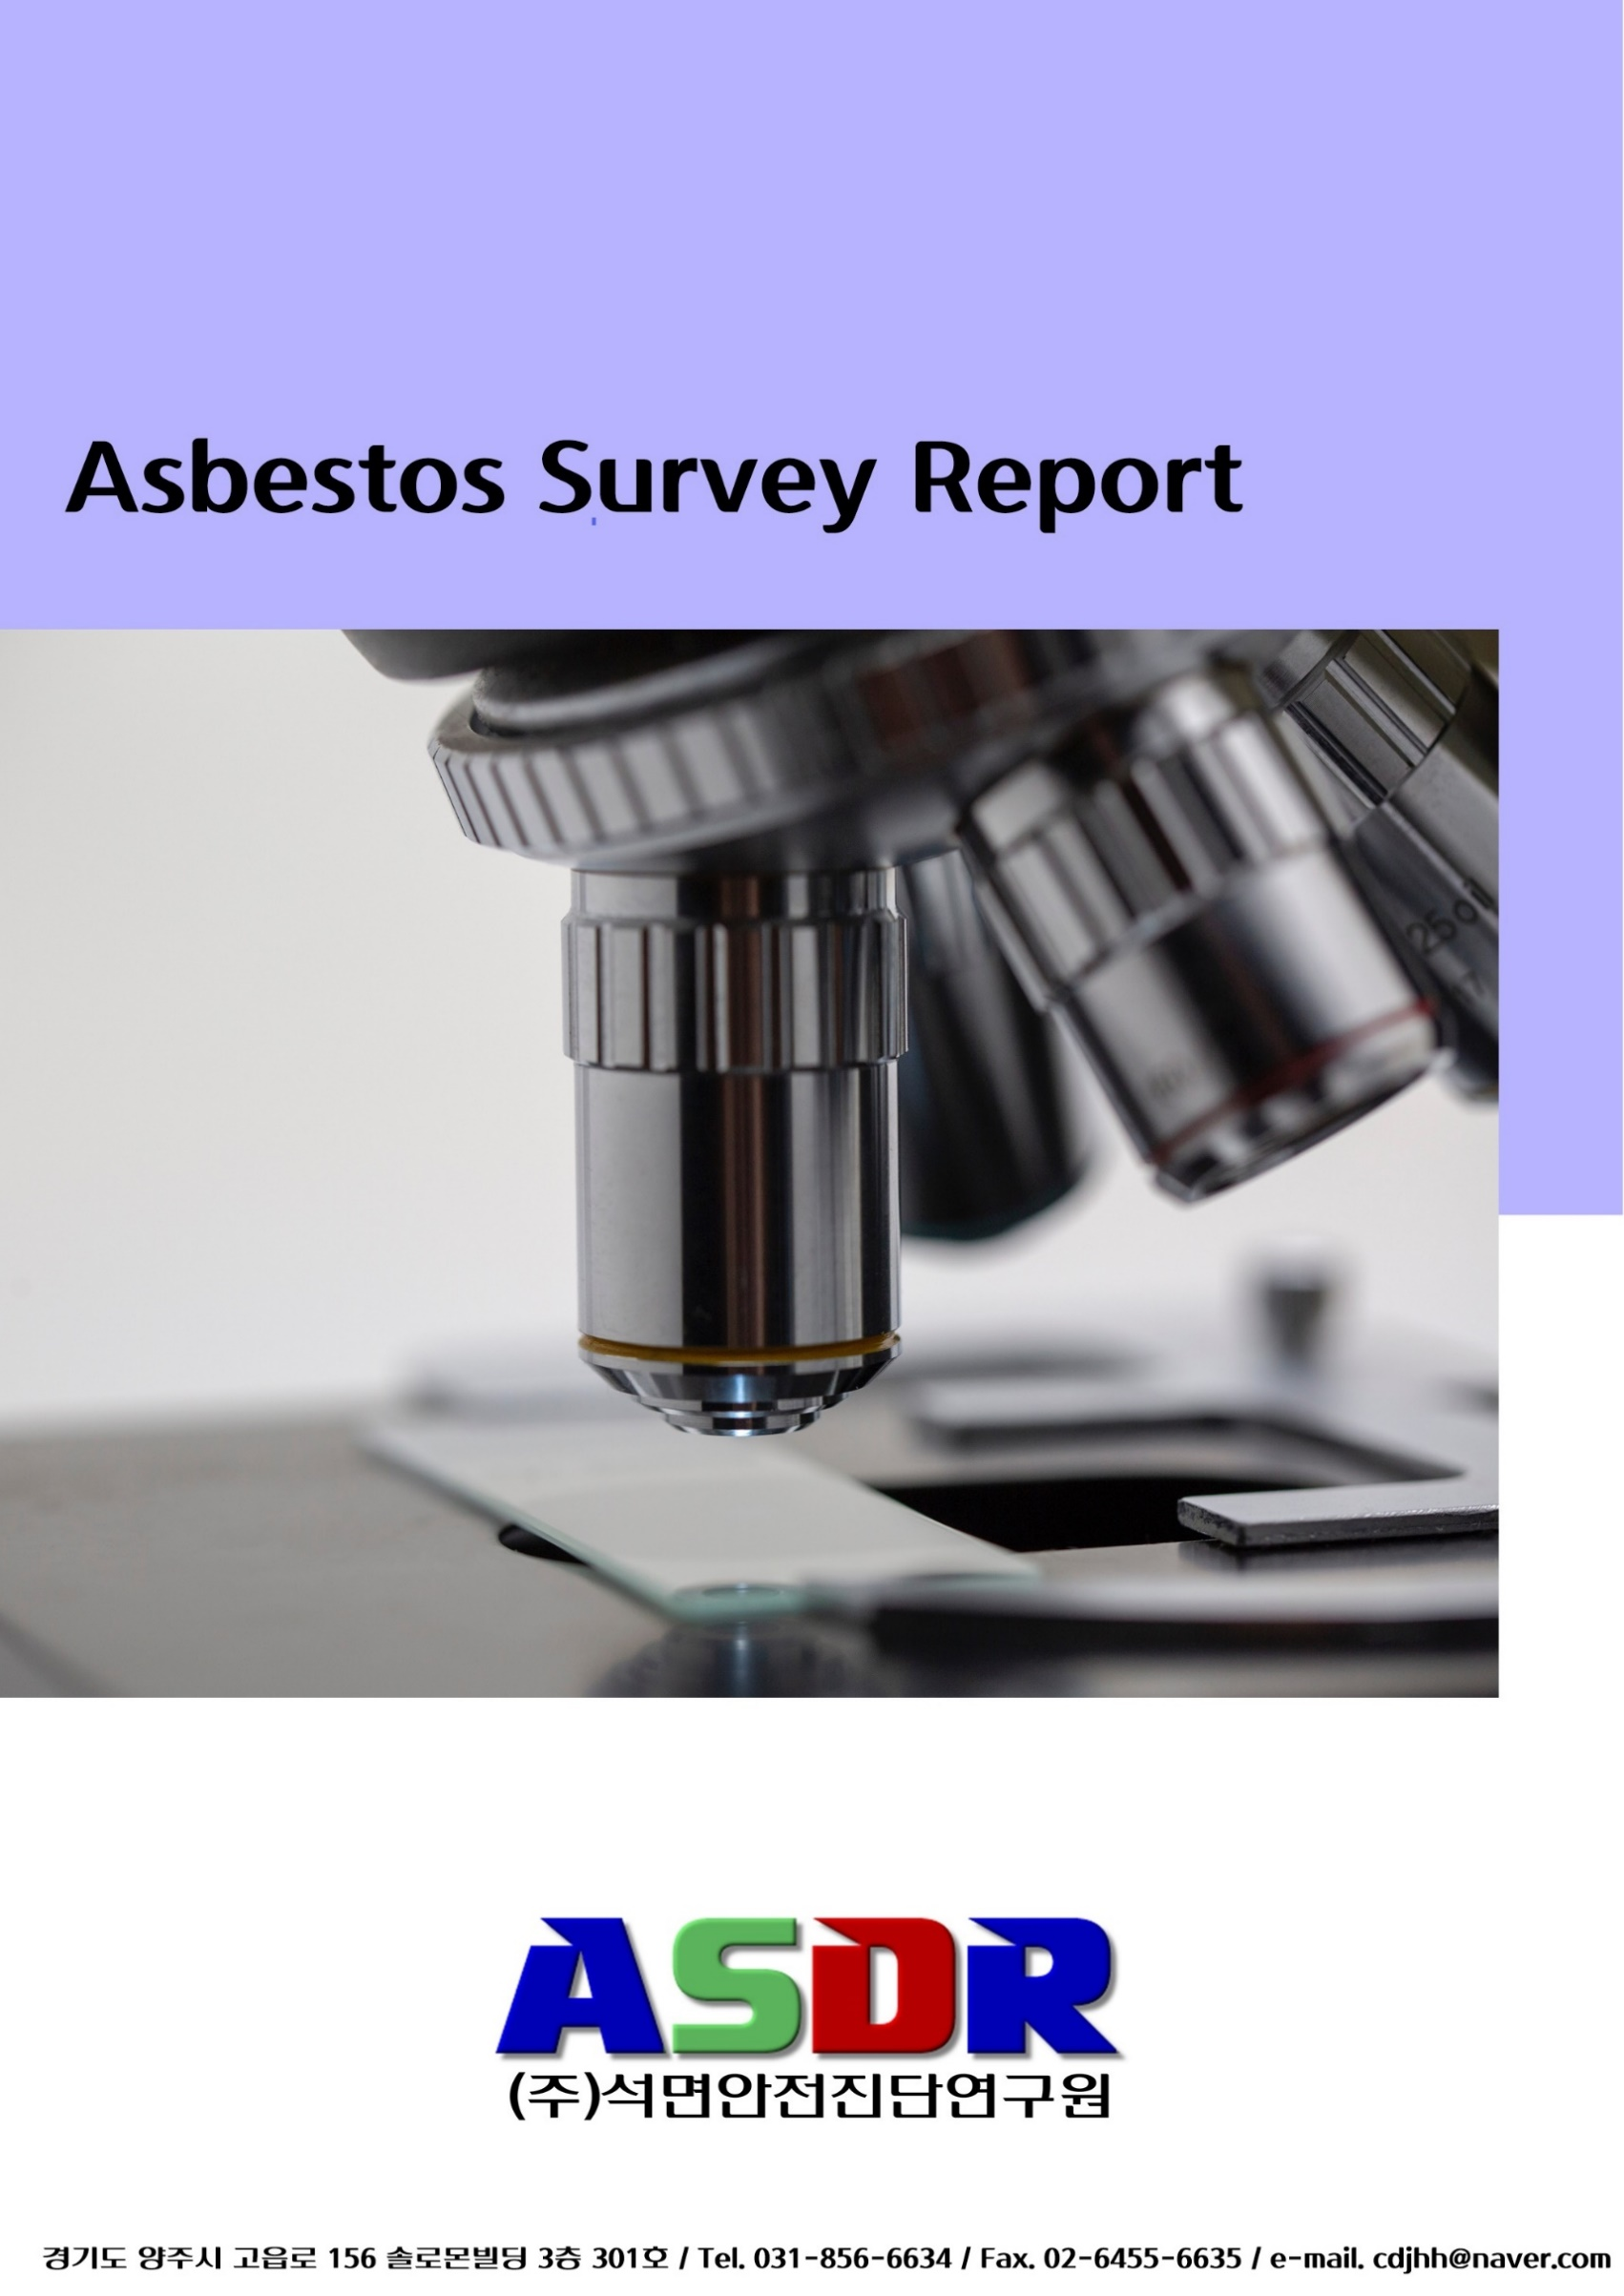 Asbestos Survey Report
25 oil
ASDR
(주)석면안전진단연구원
경기도 양주시 고읍로 156 솔로몬빌딩 3층 301호 / Tel. 031-856-6634 / Fax. 02-6455-6635 / e-mail. cdjhh@naver.com